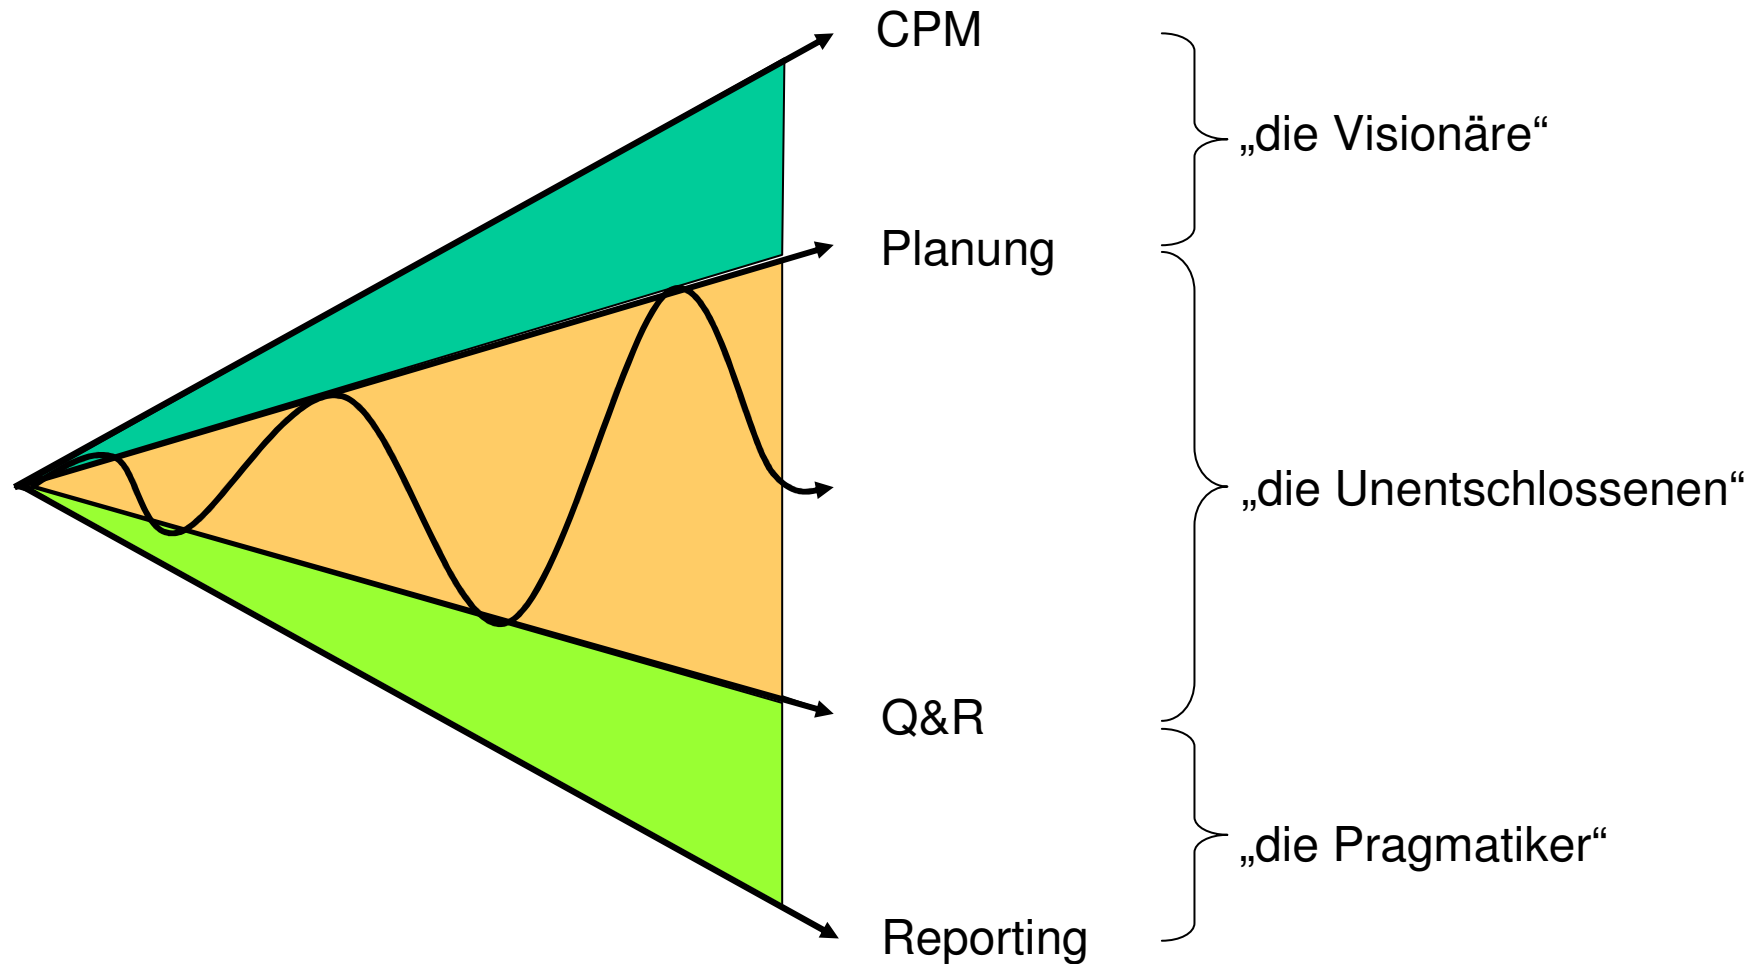 CPM
„die Visionäre“
Planung
„die Unentschlossenen“
Q&R
„die Pragmatiker“
Reporting